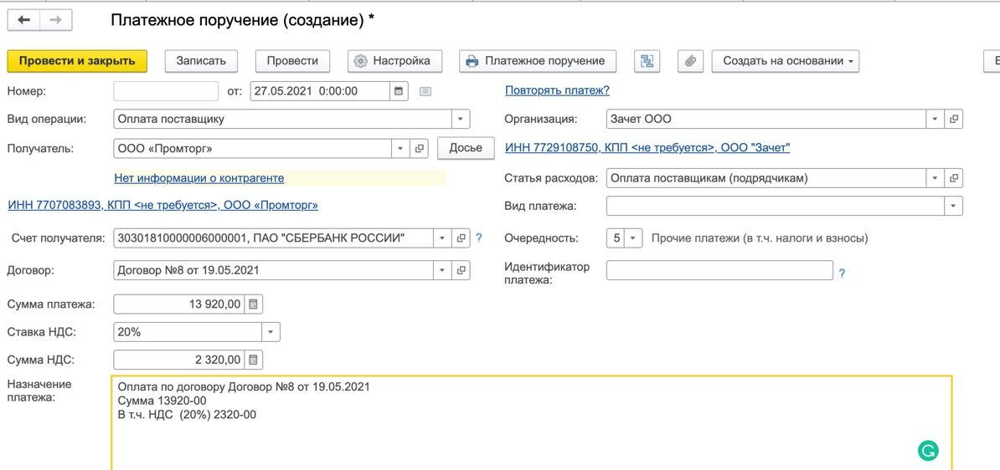 Платежное поручение (создание) *
Провести и закрыть Записать Провести Настройка Платежное поручение Создать на основании
Номер: от: 27.05.2021 0:00:00 Повторять платеж?
Вид операции: Оплата поставщику Организация: Зачет ООО
Получатель: ООО «Промторг» Досье ИНН 7729108750, КПП <не требуется>, ООО "Зачет"
Нет информации о контрагенте Статья расходов: Оплата поставщикам (подрядчикам)
ИНН 7707083893, КПП <не требуется>, ООО «Промторг» Вид платежа:
Счет получателя: 30301810000006000001, ПАО "СБЕРБАНК РОССИИ" ? Очередность: 5 Прочие платежи (в т.ч. налоги и взносы)
Договор: Договор №8 от 19.05.2021 Идентификатор
платежа: ?
Сумма платежа: 13 920,00
Ставка НДС: 20%
Сумма НДС: 2 320,00
Назначение
платежа:
Оплата по договору Договор №8 от 19.05.2021
Сумма 13920-00
В т.ч. НДС (20%) 2320-00